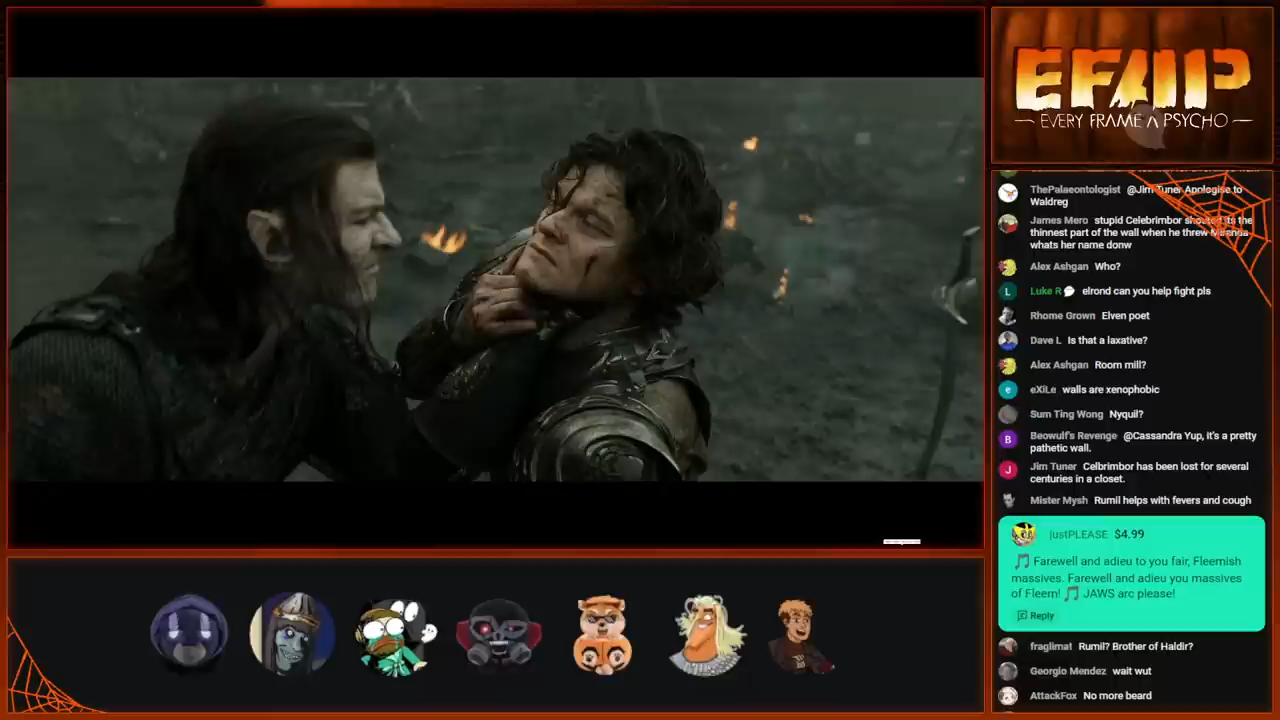 EFAP
EVERY FRAME A PSYCHO
ThePalaeontologist @Jim Tuner Apologise to
Waldreg
James Mero stupid Celebrimbor its the
thinnest part of the wall when he threw
whats her name donw
Alex Ashgan Who?
Luke R elrond can you help fight pls
Rhome Grown Elven poet
Dave L Is that a laxative?
Alex Ashgan Room mill?
eXiLe walls are xenophobic
Sum Ting Wong Nyquil?
Beowulf's Revenge @Cassandra Yup, it's a pretty
pathetic wall.
Jim Tuner Celbrimbor has been lost for several
centuries in a closet.
Mister Mysh Rumil helps with fevers and cough
justPLEASE $4.99
🎵 Farewell and adieu to you fair, Fleemish
massives. Farewell and adieu you massives
of Fleem! 🎵 JAWS arc please!
Reply
fraglimat Rumil? Brother of Haldir?
Georgio Mendez wait wut
AttackFox No more beard